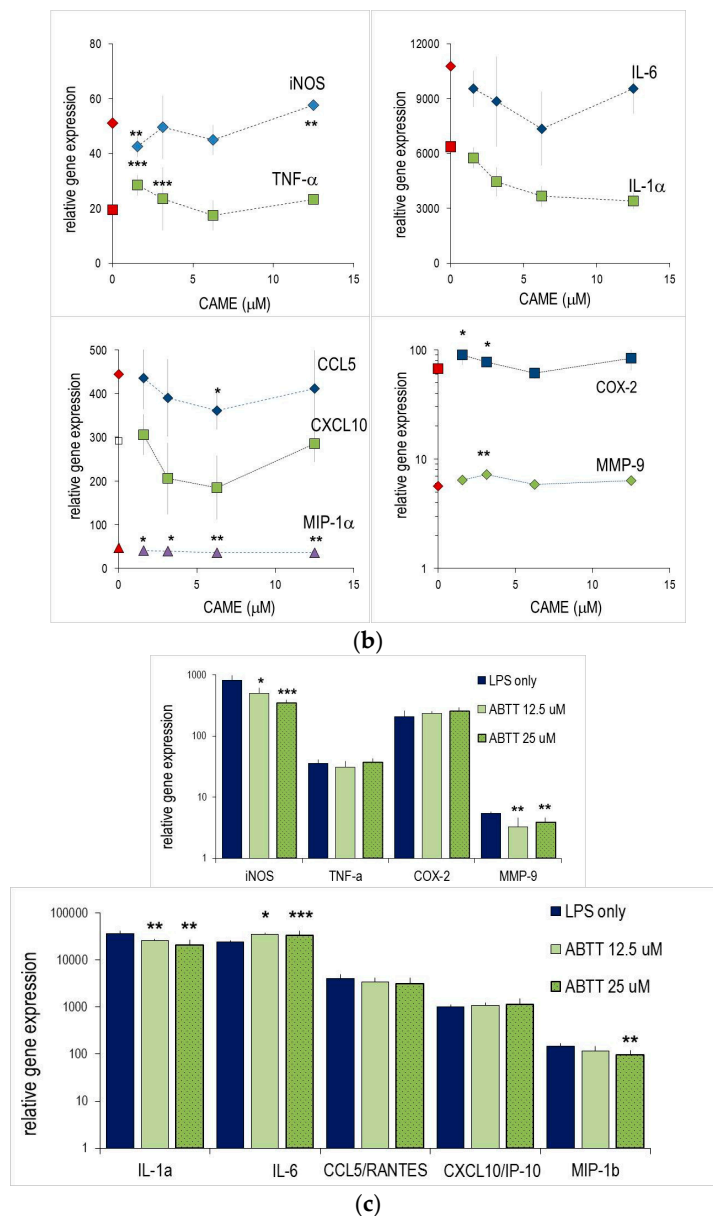 80
60
40
20
0
relative gene expression
iNOS
**
**
***
***
TNF-α
0 5 10 15
CAME (μM)
12000
9000
6000
3000
0
realtive gene expression
IL-6
IL-1α
0 5 10 15
CAME (μM)
500
400
300
200
100
0
relative gene expression
CCL5
*
CXCL10
MIP-1α
* * ** **
0 5 10 15
CAME (μM)
100
10
1
relative gene expression
* *
COX-2
**
MMP-9
0 5 10 15
CAME (μM)
(b)
1000
100
10
1
relative gene expression
* ***
** **
LPS only
ABTT 12.5 uM
ABTT 25 uM
iNOS TNF-a COX-2 MMP-9
100000
10000
1000
100
10
1
relative gene expression
** ** * ***
**
LPS only
ABTT 12.5 uM
ABTT 25 uM
IL-1a IL-6 CCL5/RANTES CXCL10/IP-10 MIP-1b
(c)